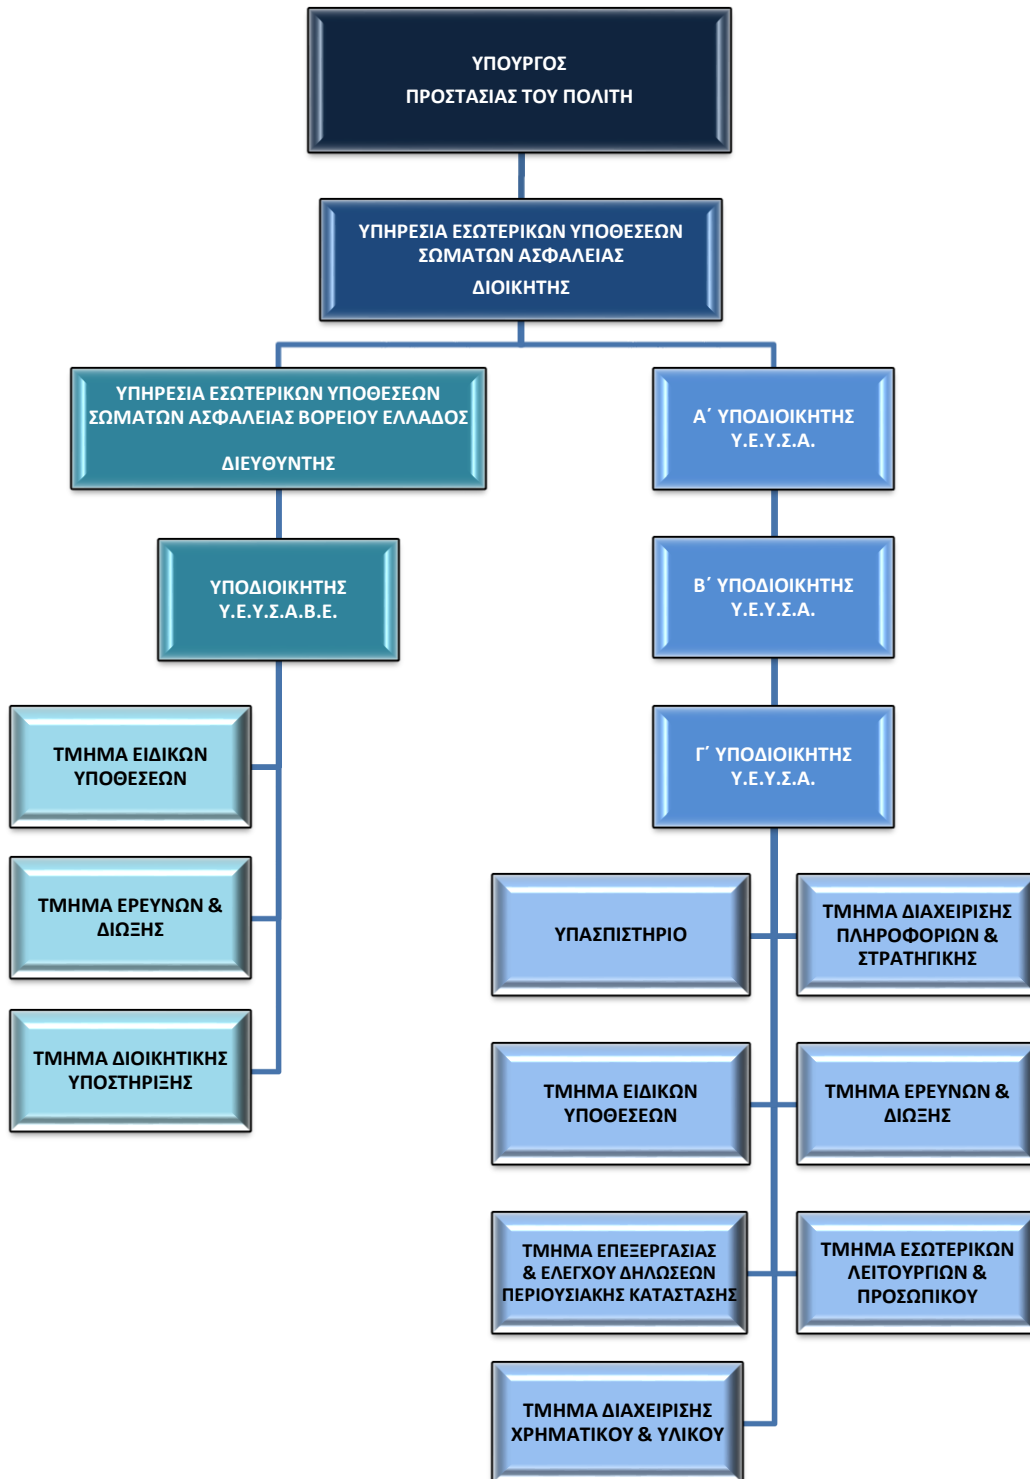 ΥΠΟΥΡΓΟΣ
ΠΡΟΣΤΑΣΙΑΣ ΤΟΥ ΠΟΛΙΤΗ
ΥΠΗΡΕΣΙΑ ΕΣΩΤΕΡΙΚΩΝ ΥΠΟΘΕΣΕΩΝ
ΣΩΜΑΤΩΝ ΑΣΦΑΛΕΙΑΣ
ΔΙΟΙΚΗΤΗΣ
ΥΠΗΡΕΣΙΑ ΕΣΩΤΕΡΙΚΩΝ ΥΠΟΘΕΣΕΩΝ
ΣΩΜΑΤΩΝ ΑΣΦΑΛΕΙΑΣ ΒΟΡΕΙΟΥ ΕΛΛΑΔΟΣ
ΔΙΕΥΘΥΝΤΗΣ
ΥΠΟΔΙΟΙΚΗΤΗΣ
Υ.Ε.Υ.Σ.Α.Β.Ε.
ΤΜΗΜΑ ΕΙΔΙΚΩΝ
ΥΠΟΘΕΣΕΩΝ
ΤΜΗΜΑ ΕΡΕΥΝΩΝ &
ΔΙΩΞΗΣ
ΤΜΗΜΑ ΔΙΟΙΚΗΤΙΚΗΣ
ΥΠΟΣΤΗΡΙΞΗΣ
Α΄ ΥΠΟΔΙΟΙΚΗΤΗΣ
Υ.Ε.Υ.Σ.Α.
Β΄ ΥΠΟΔΙΟΙΚΗΤΗΣ
Υ.Ε.Υ.Σ.Α.
Γ΄ ΥΠΟΔΙΟΙΚΗΤΗΣ
Υ.Ε.Υ.Σ.Α.
ΥΠΑΣΠΙΣΤΗΡΙΟ
ΤΜΗΜΑ ΔΙΑΧΕΙΡΙΣΗΣ
ΠΛΗΡΟΦΟΡΙΩΝ &
ΣΤΡΑΤΗΓΙΚΗΣ
ΤΜΗΜΑ ΕΙΔΙΚΩΝ
ΥΠΟΘΕΣΕΩΝ
ΤΜΗΜΑ ΕΡΕΥΝΩΝ &
ΔΙΩΞΗΣ
ΤΜΗΜΑ ΕΠΕΞΕΡΓΑΣΙΑΣ
& ΕΛΕΓΧΟΥ ΔΗΛΩΣΕΩΝ
ΠΕΡΙΟΥΣΙΑΚΗΣ ΚΑΤΑΣΤΑΣΗΣ
ΤΜΗΜΑ ΕΣΩΤΕΡΙΚΩΝ
ΛΕΙΤΟΥΡΓΙΩΝ &
ΠΡΟΣΩΠΙΚΟΥ
ΤΜΗΜΑ ΔΙΑΧΕΙΡΙΣΗΣ
ΧΡΗΜΑΤΙΚΟΥ & ΥΛΙΚΟΥ